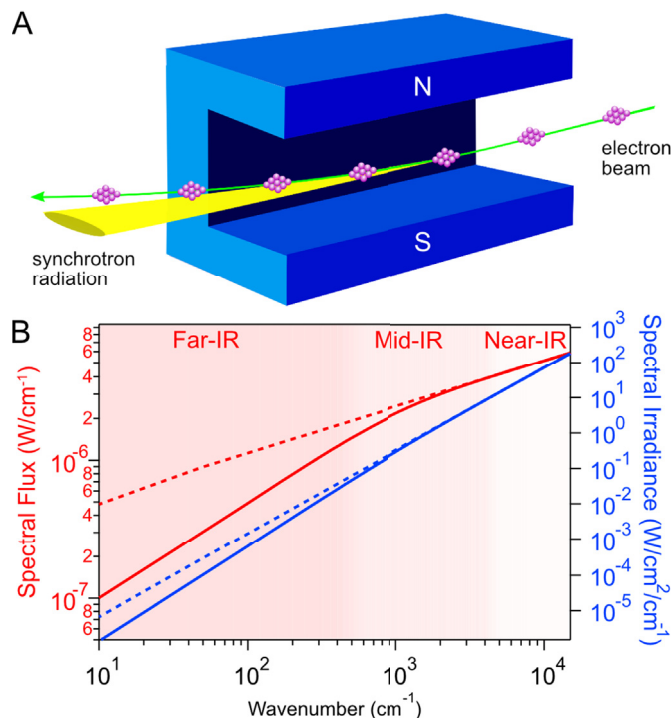 A
N
S
electron
beam
synchrotron
radiation
B
Far-IR Mid-IR Near-IR
Spectral Flux (W/cm⁻¹)
8
6
4
2
10⁻⁶
8
6
4
2
10⁻⁷
8
6
10³
10²
10¹
10⁰
10⁻¹
10⁻²
10⁻³
10⁻⁴
10⁻⁵
Spectral Irradiance (W/cm²/cm⁻¹)
10¹ 10² 10³ 10⁴
Wavenumber (cm⁻¹)